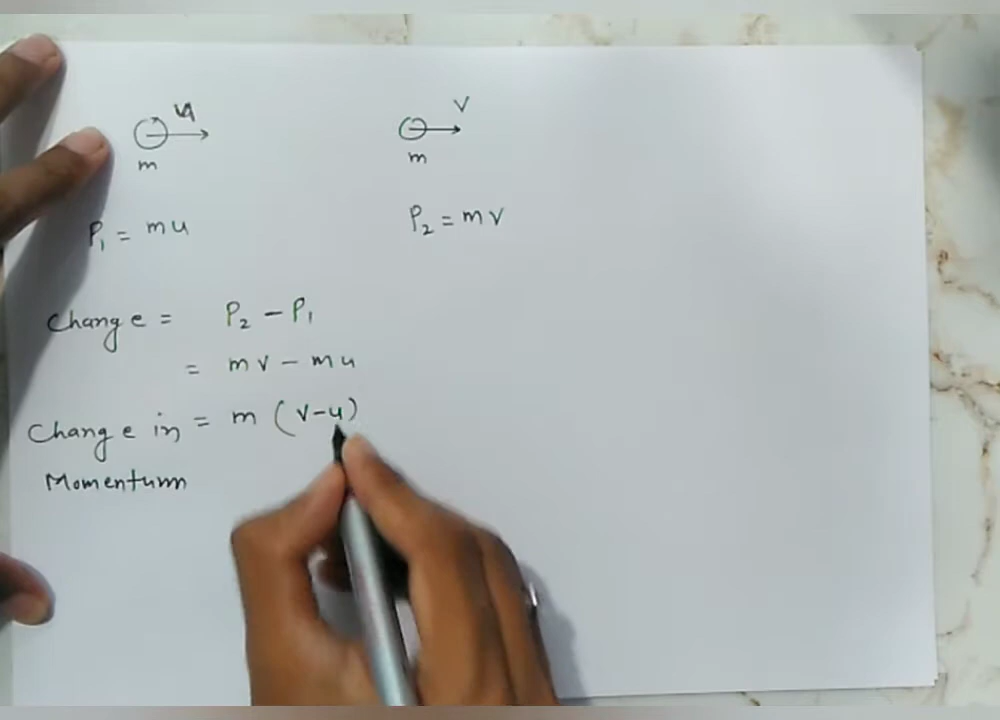 u v
m m
P₁ = mu P₂ = mv
Change = P₂ - P₁
= mv - mu
Change in = m (v-u)
Momentum